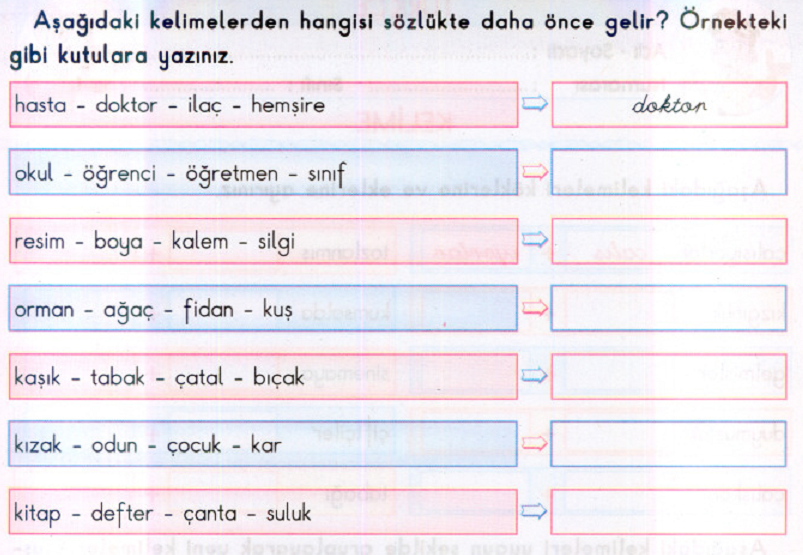 Aşağıdaki kelimelerden hangisi sözlükte daha önce gelir? Örnekteki
gibi kutulara yazınız.
hasta - doktor - ilaç - hemşire doktor
okul - öğrenci - öğretmen - sınıf
resim - boya - kalem - silgi
orman - ağaç - fidan - kuş
kaşık - tabak - çatal - bıçak
kızak - odun - çocuk - kar
kitap - defter - çanta - suluk